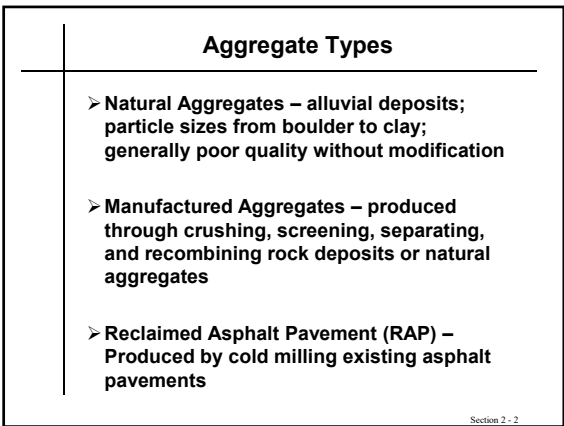 Aggregate Types
➢ Natural Aggregates – alluvial deposits;
particle sizes from boulder to clay;
generally poor quality without modification
➢ Manufactured Aggregates – produced
through crushing, screening, separating,
and recombining rock deposits or natural
aggregates
➢ Reclaimed Asphalt Pavement (RAP) –
Produced by cold milling existing asphalt
pavements
Section 2 - 2